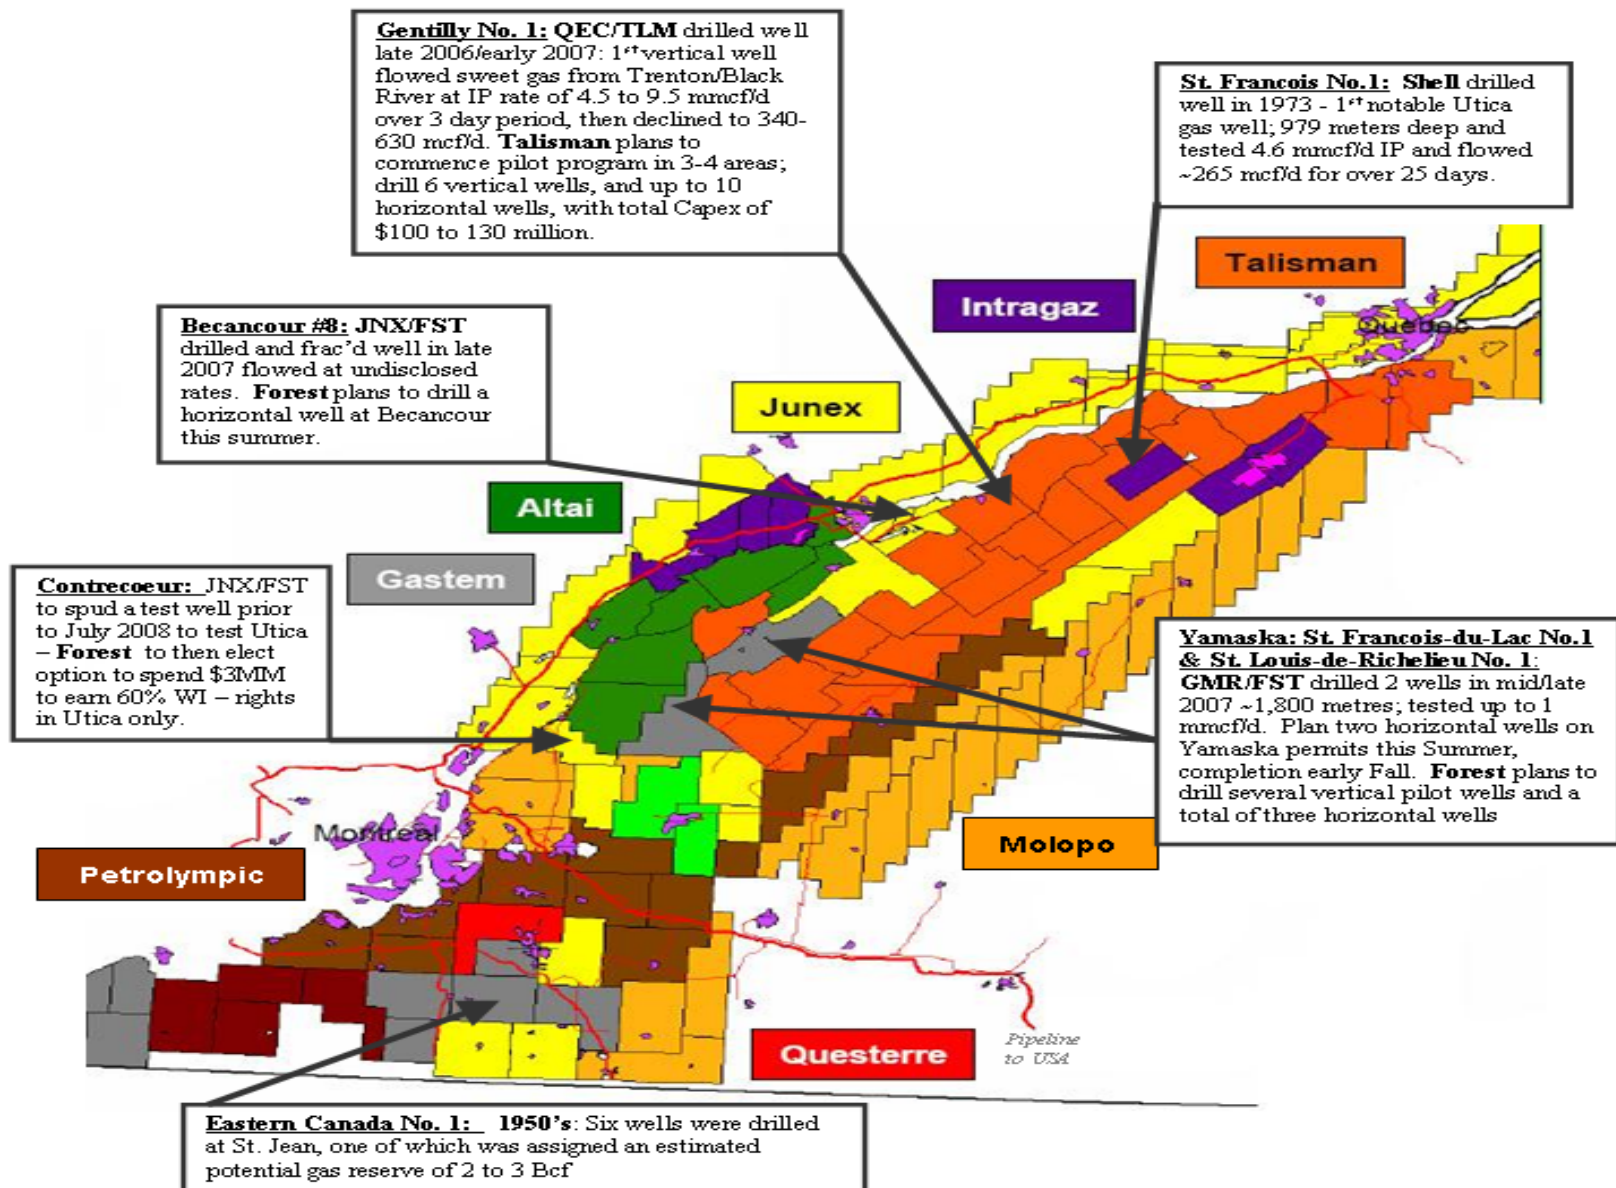 Gentilly No. 1: QEC/TLM drilled well
late 2006/early 2007: 1st vertical well
flowed sweet gas from Trenton/Black
River at IP rate of 4.5 to 9.5 mmcf/d
over 3 day period, then declined to 340-
630 mcf/d. Talisman plans to
commence pilot program in 3-4 areas;
drill 6 vertical wells, and up to 10
horizontal wells, with total Capex of
$100 to 130 million.
St. Francois No.1: Shell drilled
well in 1973 - 1st notable Utica
gas well; 979 meters deep and
tested 4.6 mmcf/d IP and flowed
~265 mcf/d for over 25 days.
Talisman
Intragaz
Quebec
Becancour #8: JNX/FST
drilled and frac’d well in late
2007 flowed at undisclosed
rates. Forest plans to drill a
horizontal well at Becancour
this summer.
Junex
Altai
Gastem
Contrecoeur: JNX/FST
to spud a test well prior
to July 2008 to test Utica
– Forest to then elect
option to spend $3MM
to earn 60% WI – rights
in Utica only.
Yamaska: St. Francois-du-Lac No.1
& St. Louis-de-Richelieu No. 1:
GMR/FST drilled 2 wells in mid/late
2007 ~1,800 metres; tested up to 1
mmcf/d. Plan two horizontal wells on
Yamaska permits this Summer,
completion early Fall. Forest plans to
drill several vertical pilot wells and a
total of three horizontal wells
Montreal
Molopo
Petrolympic
Questerre
Pipeline
to USA
Eastern Canada No. 1: 1950’s: Six wells were drilled
at St. Jean, one of which was assigned an estimated
potential gas reserve of 2 to 3 Bcf